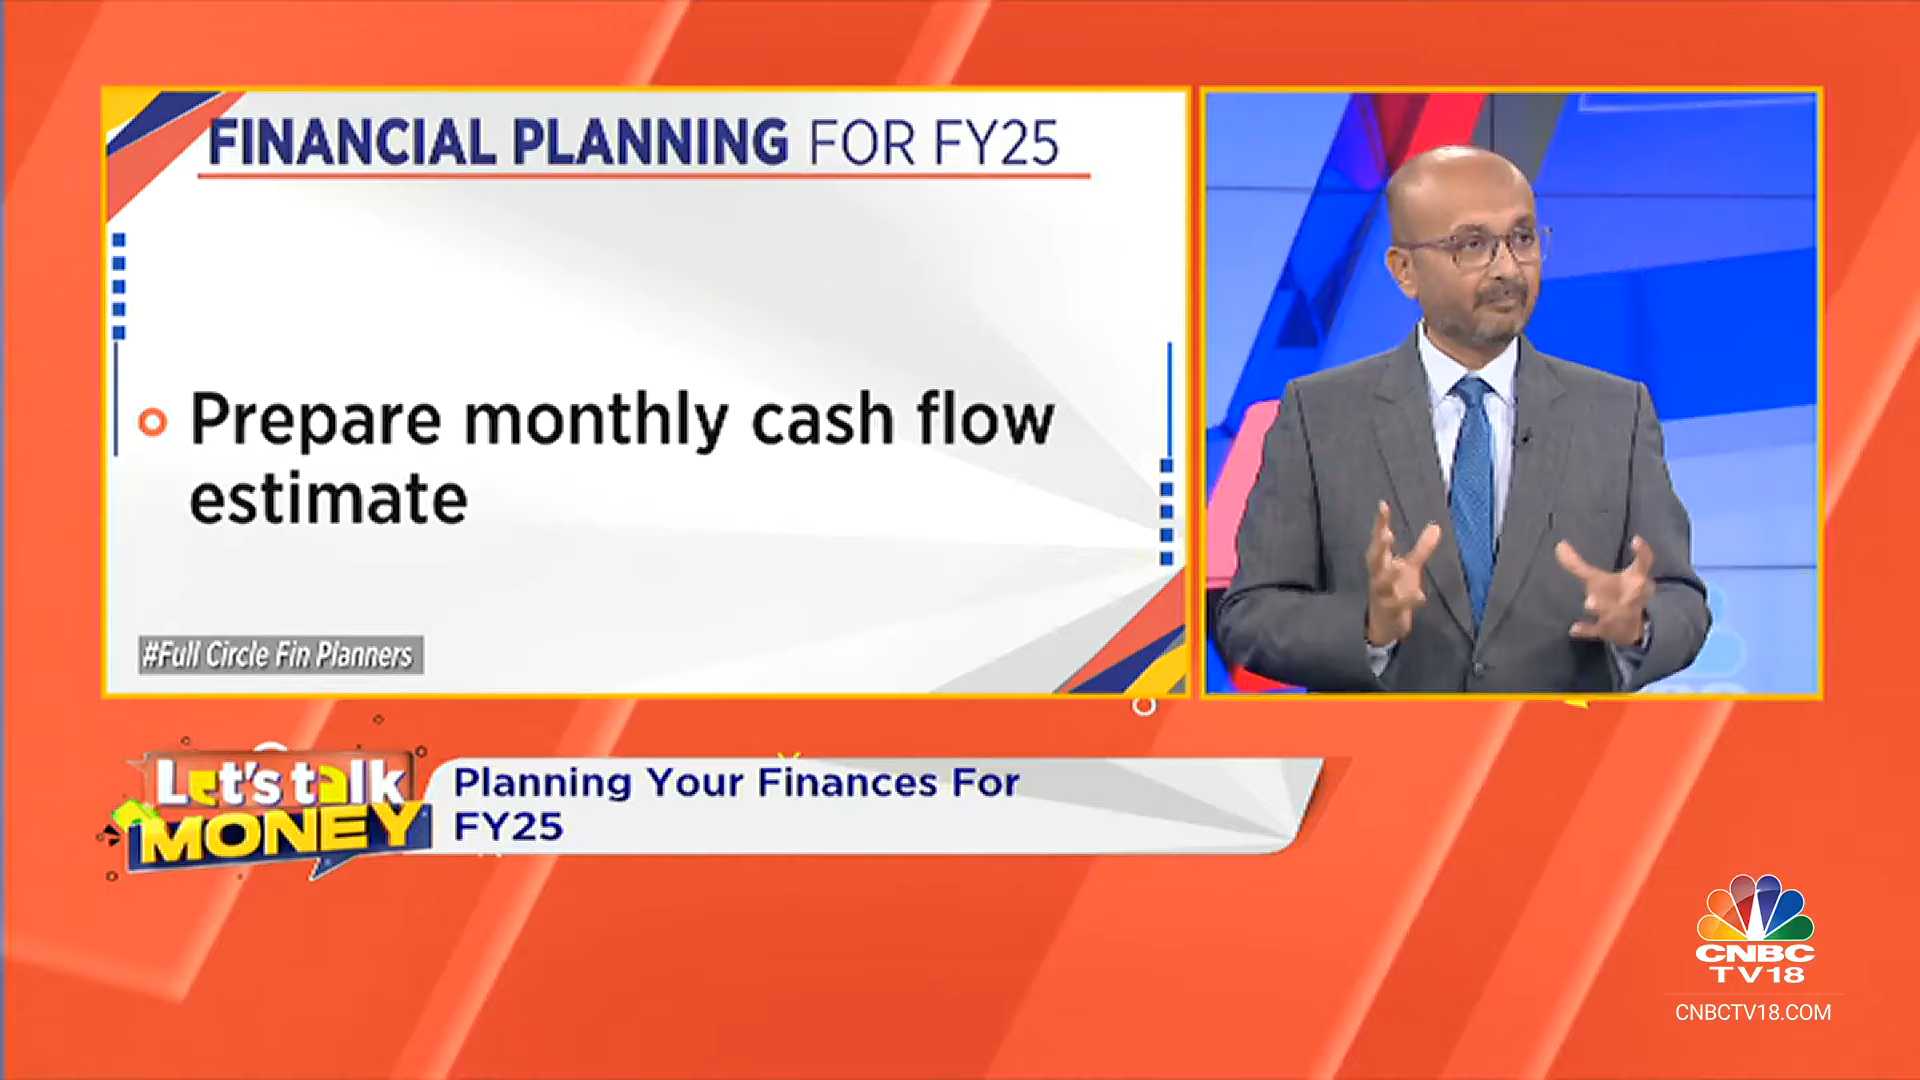 FINANCIAL PLANNING FOR FY25
Prepare monthly cash flow
estimate
#Full Circle Fin Planners
Let's talk
MONEY
Planning Your Finances For
FY25
CNBC
TV18
CNBCTV18.COM